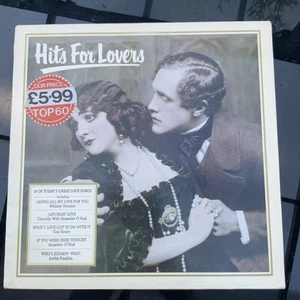 Hits For Lovers
OUR PRICE
£5·99
TOP60
16 OF TODAY'S GREAT LOVE SONGS
including
SAVING ALL MY LOVE FOR YOU
Whitney Houston
SATURDAY LOVE
Cherrelle With Alexander O'Neal
WHAT'S LOVE GOT TO DO WITH IT
Tina Turner
IF YOU WERE HERE TONIGHT
Alexander O'Neal
WHO'S ZOOMIN' WHO?
Aretha Franklin